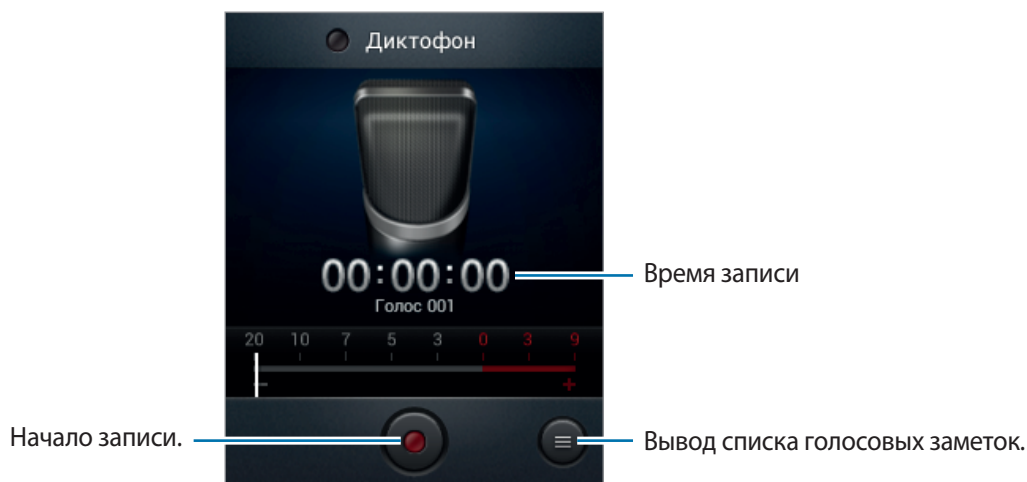 Диктофон
00:00:00
Время записи
Голос 001
20 10 7 5 3 0 3 9
- +
Начало записи.
Вывод списка голосовых заметок.